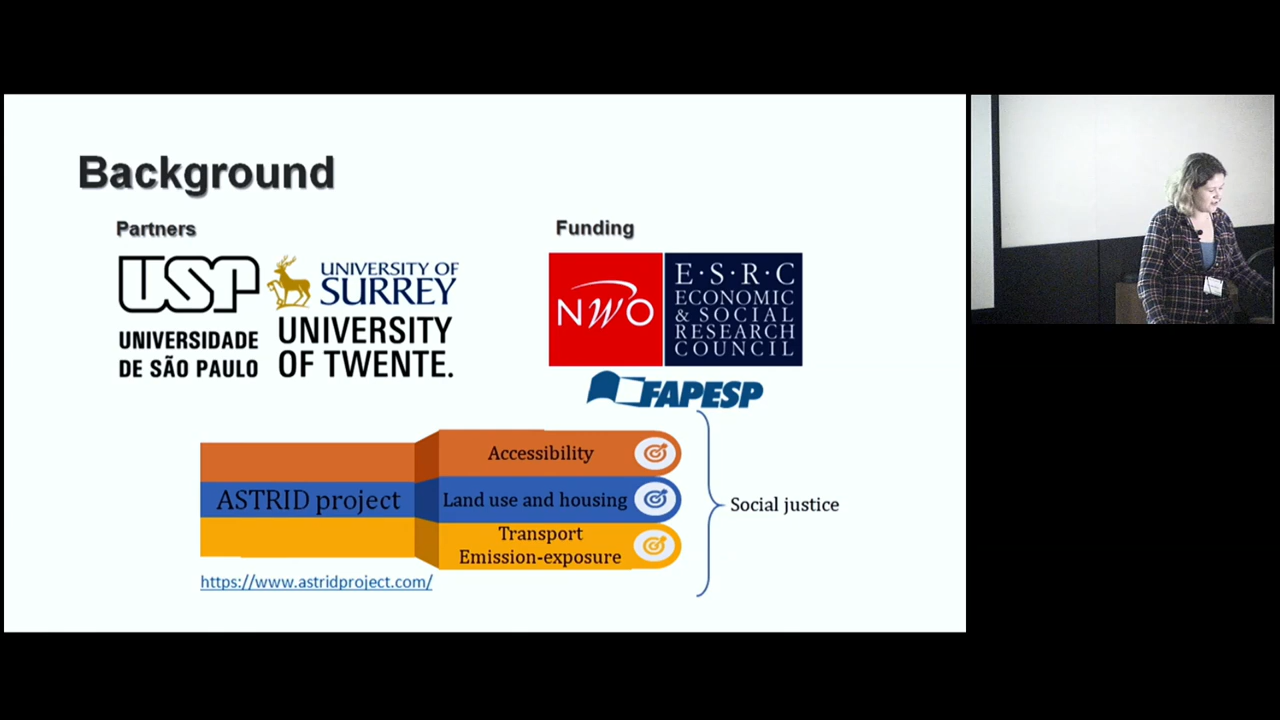 Background
Partners
Funding
USP
UNIVERSIDADE
DE SÃO PAULO
UNIVERSITY OF
SURREY
UNIVERSITY
OF TWENTE.
NWO
E·S·R·C
ECONOMIC
& SOCIAL
RESEARCH
COUNCIL
FAPESP
ASTRID project
Accessibility
Land use and housing
Transport
Emission-exposure
Social justice
https://www.astridproject.com/